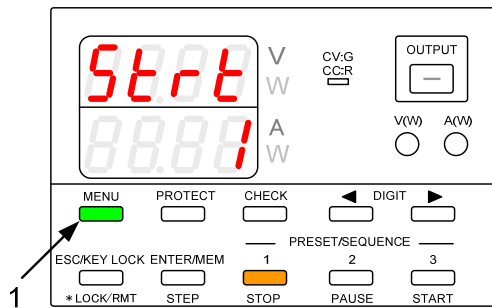 Strt
V
W
1
A
W
CV:G
CC:R
OUTPUT
V(W) A(W)
MENU PROTECT CHECK ◄ DIGIT ►
PRESET/SEQUENCE
ESC/KEY LOCK ENTER/MEM 1 2 3
*LOCK/RMT STEP STOP PAUSE START
1